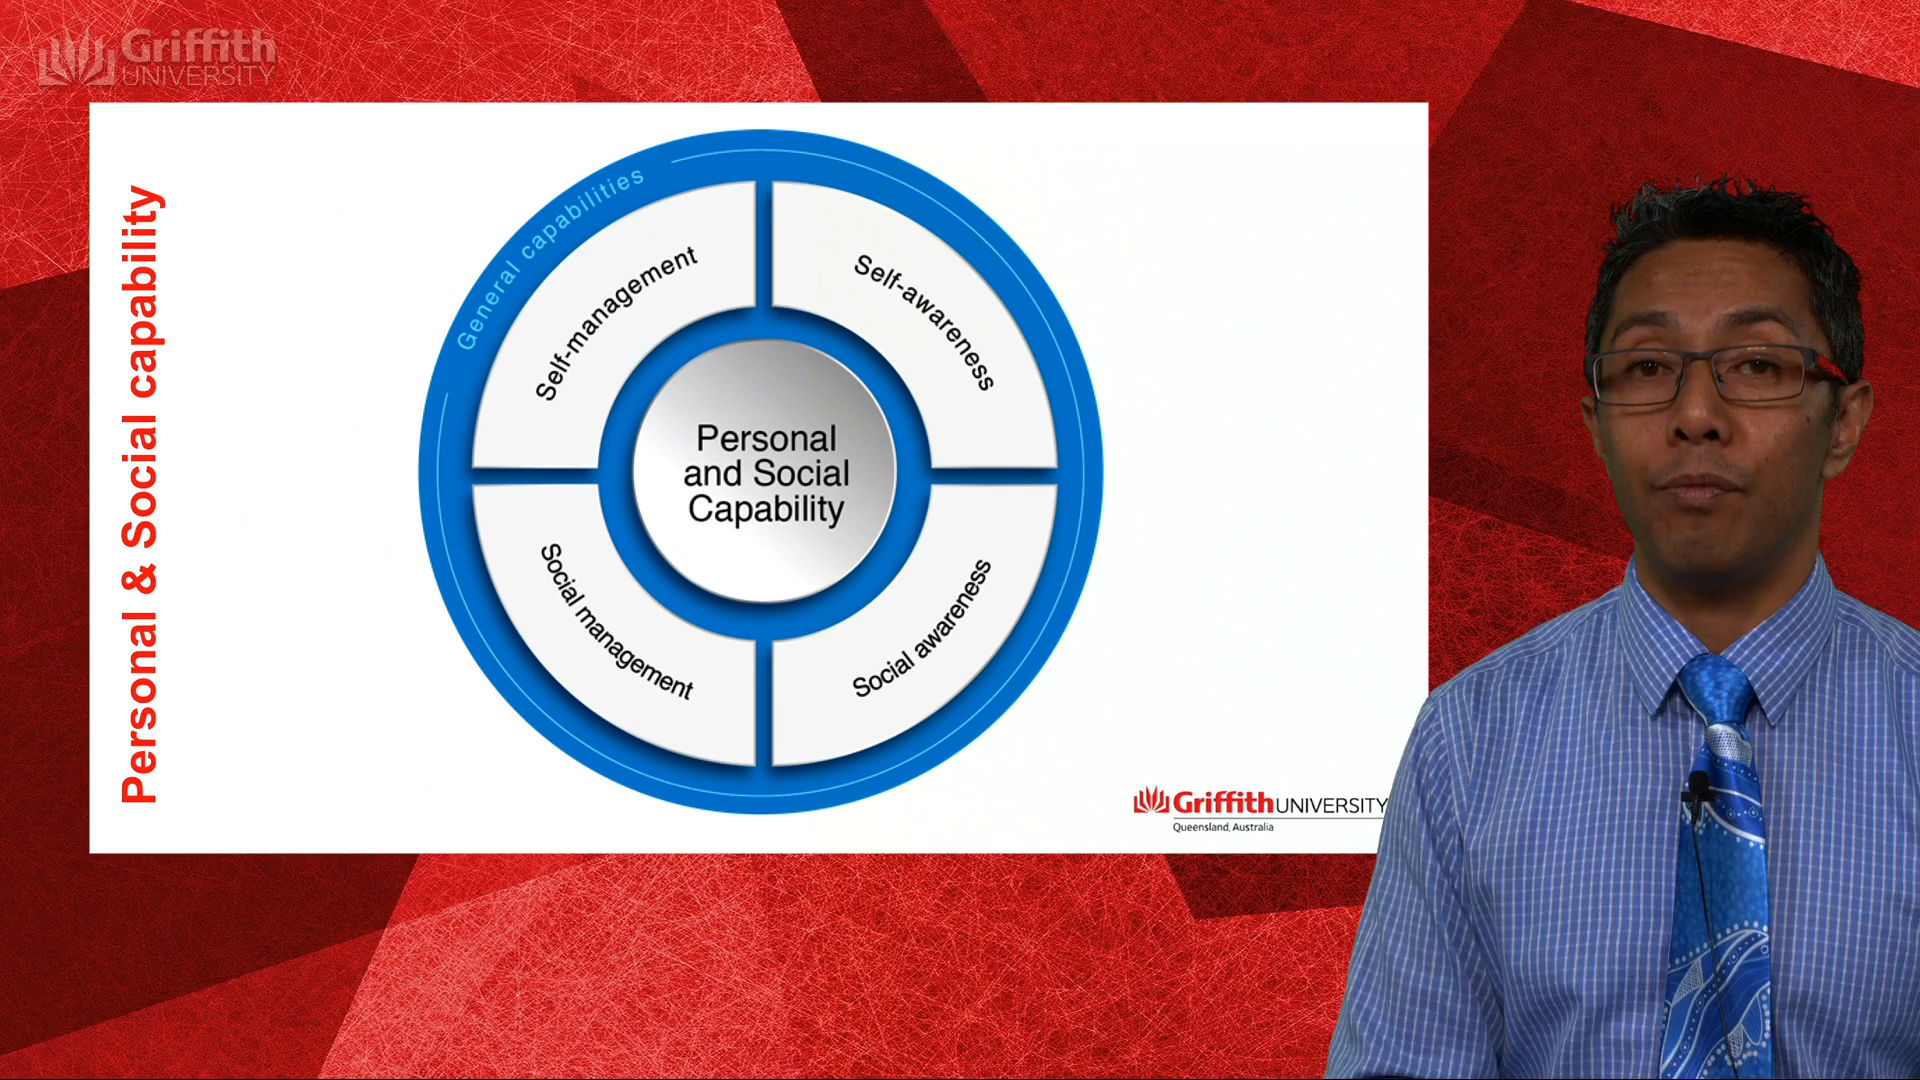 Griffith
UNIVERSITY
Personal & Social capability
General capabilities
Self-management
Self-awareness
Personal
and Social
Capability
Social management
Social awareness
Griffith UNIVERSITY
Queensland, Australia